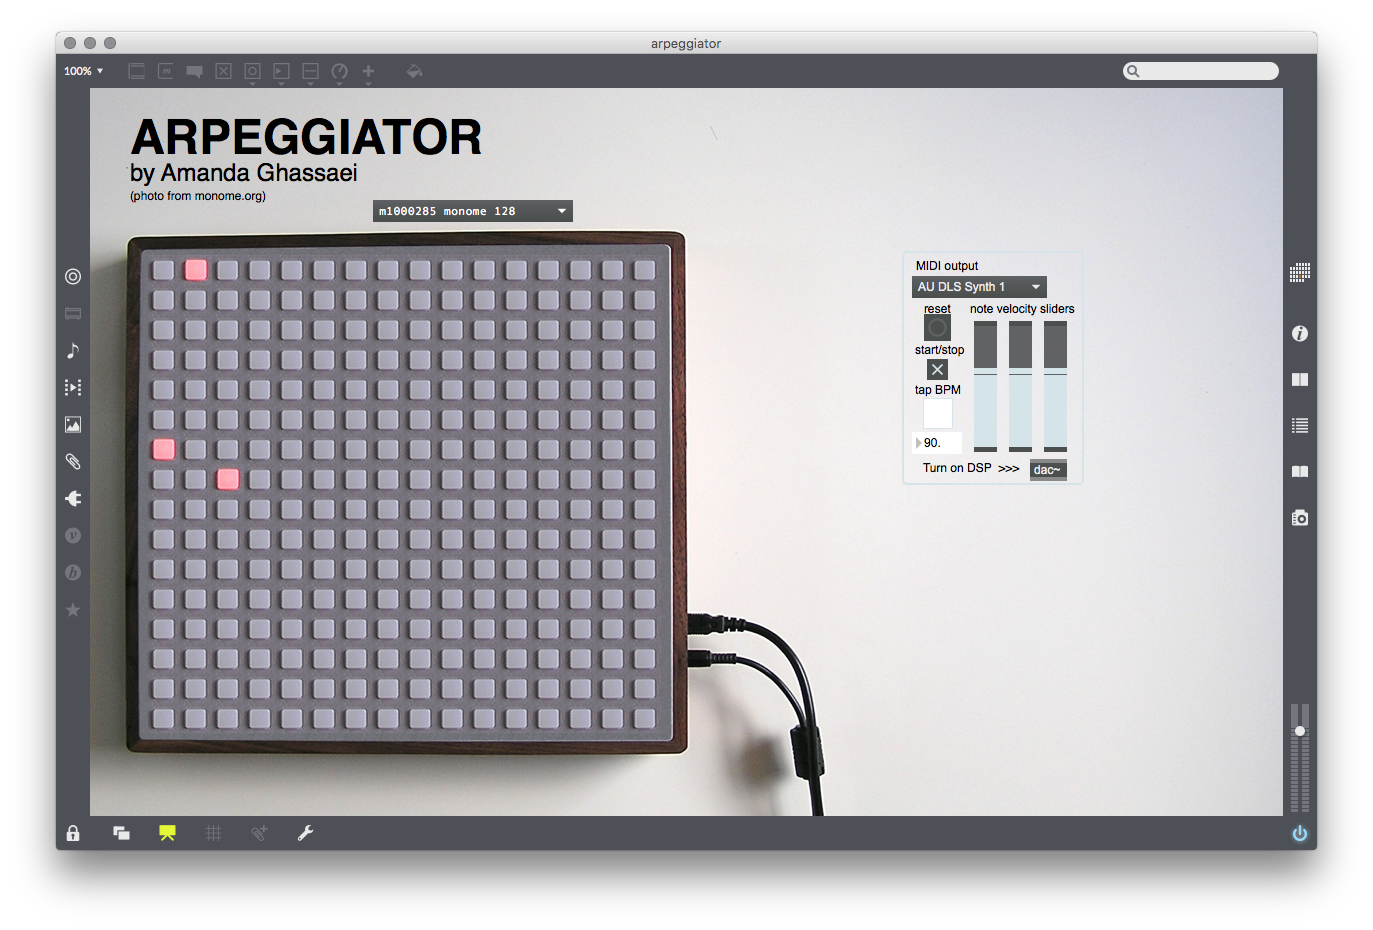 arpeggiator
100%
ARPEGGIATOR
by Amanda Ghassaei
(photo from monome.org)
m1000285 monome 128
MIDI output
AU DLS Synth 1
reset
note velocity sliders
start/stop
tap BPM
90.
Turn on DSP >>>
dac~